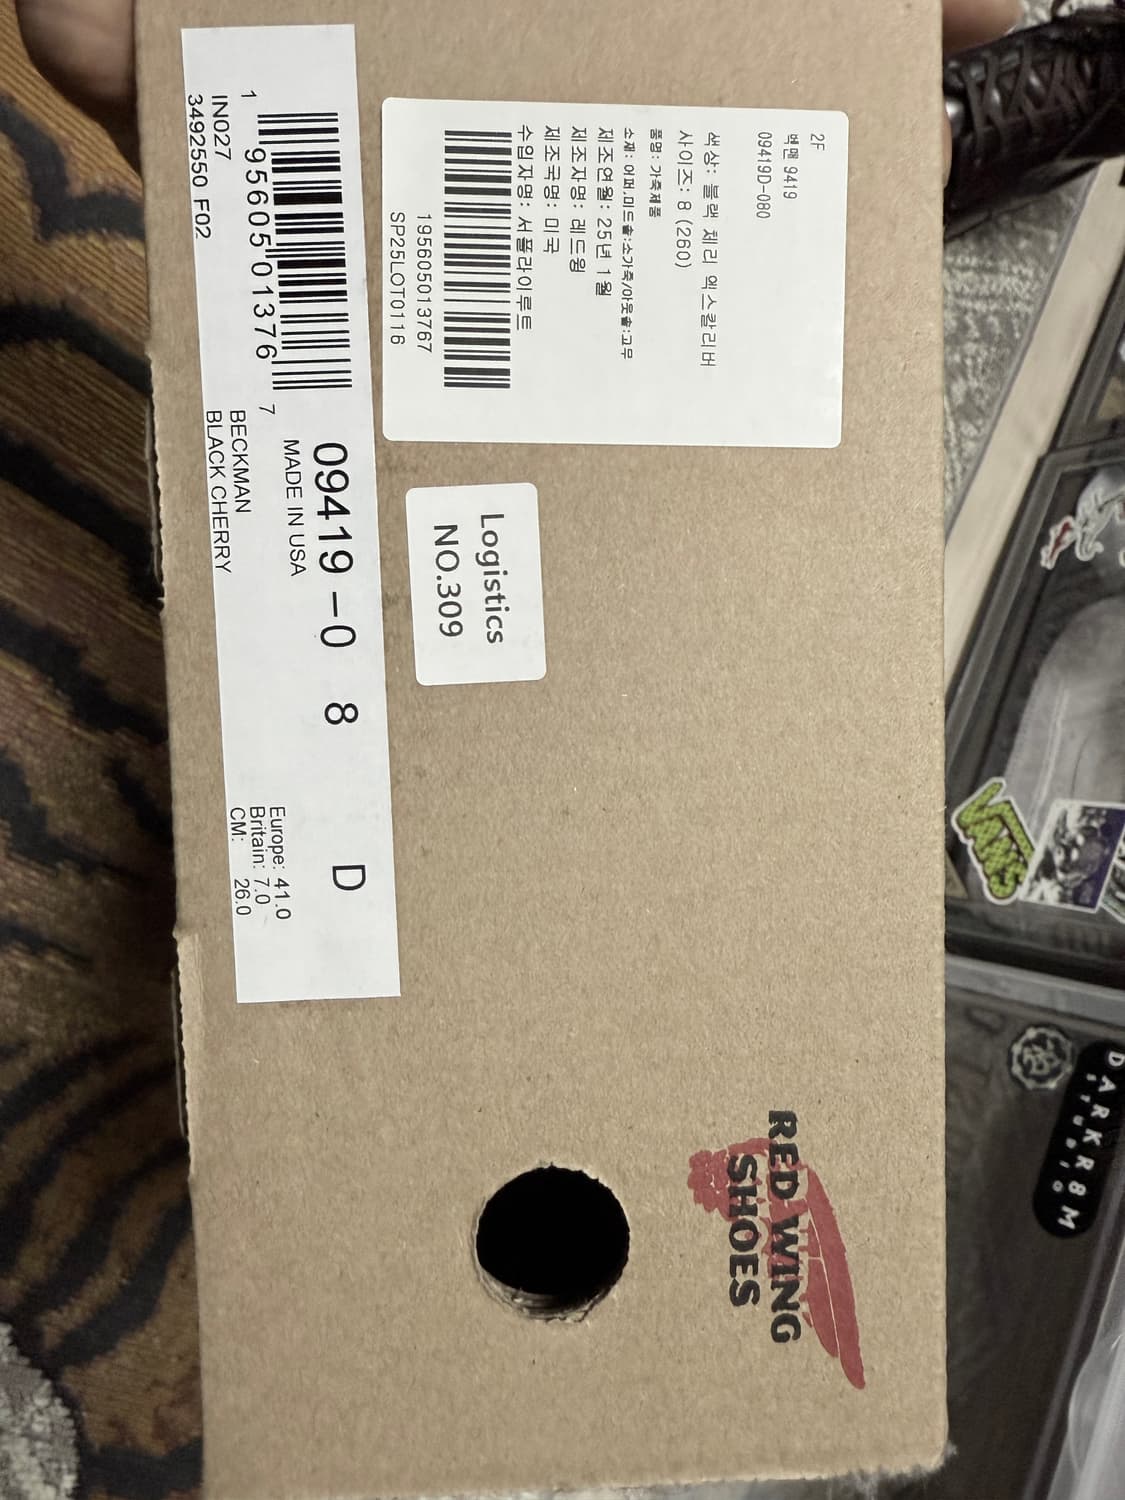 2F
벡맨 9419
09419D-080
색상: 블랙 체리 엑스칼리버
사이즈: 8 (260)
품명: 가죽제품
소재: 어퍼,미드솔:소가죽/아웃솔:고무
제조연월: 25년 1월
제조자명: 레드윙
제조국명: 미국
수입자명: 서플라이루트
195605013767
SP25LOT0116
Logistics
NO.309
09419-0 8 D
MADE IN USA
1 95605 01376 7
BECKMAN
BLACK CHERRY
IN027
3492550 F02
Europe: 41.0
Britain: 7.0
CM: 26.0
RED WING
SHOES
VANS
DARKR8M
STUDIO